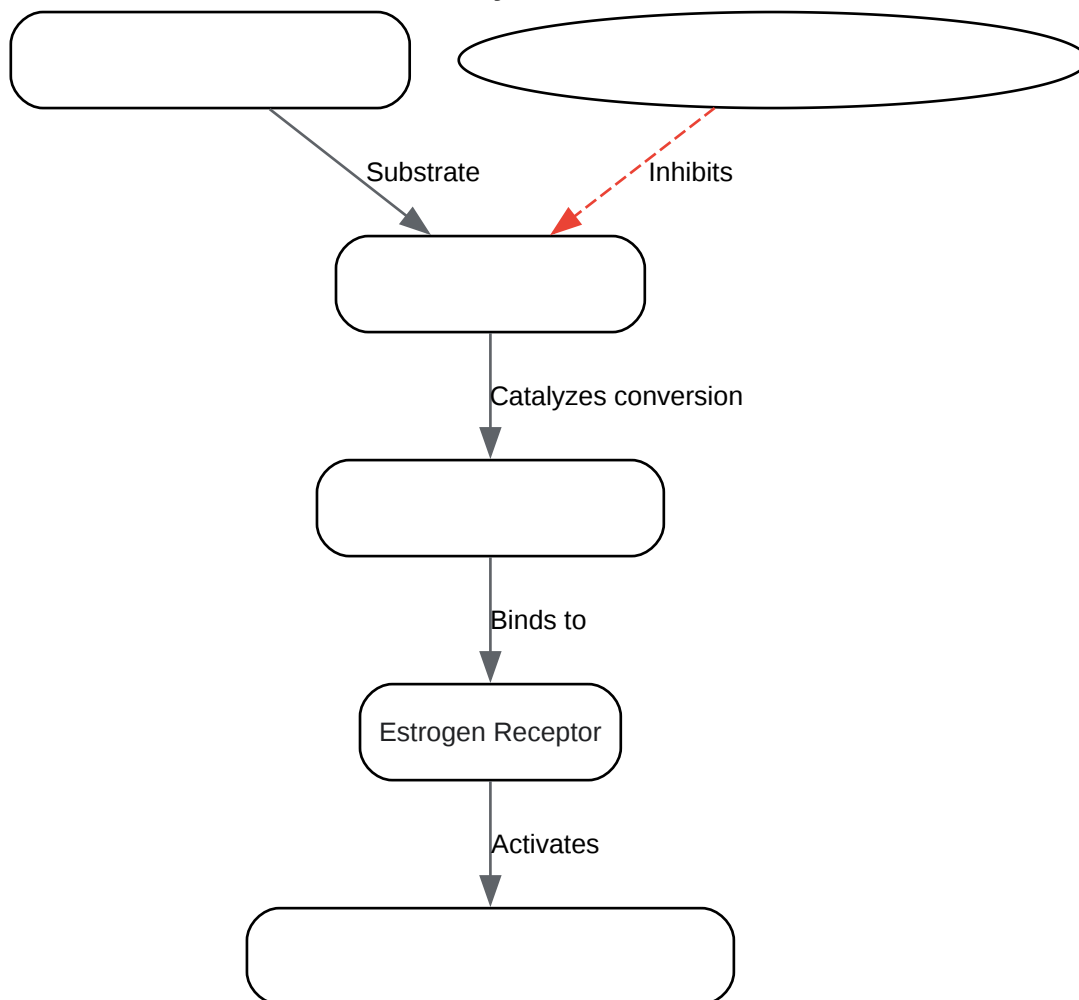 Substrate
Inhibits
Catalyzes conversion
Binds to
Estrogen Receptor
Activates